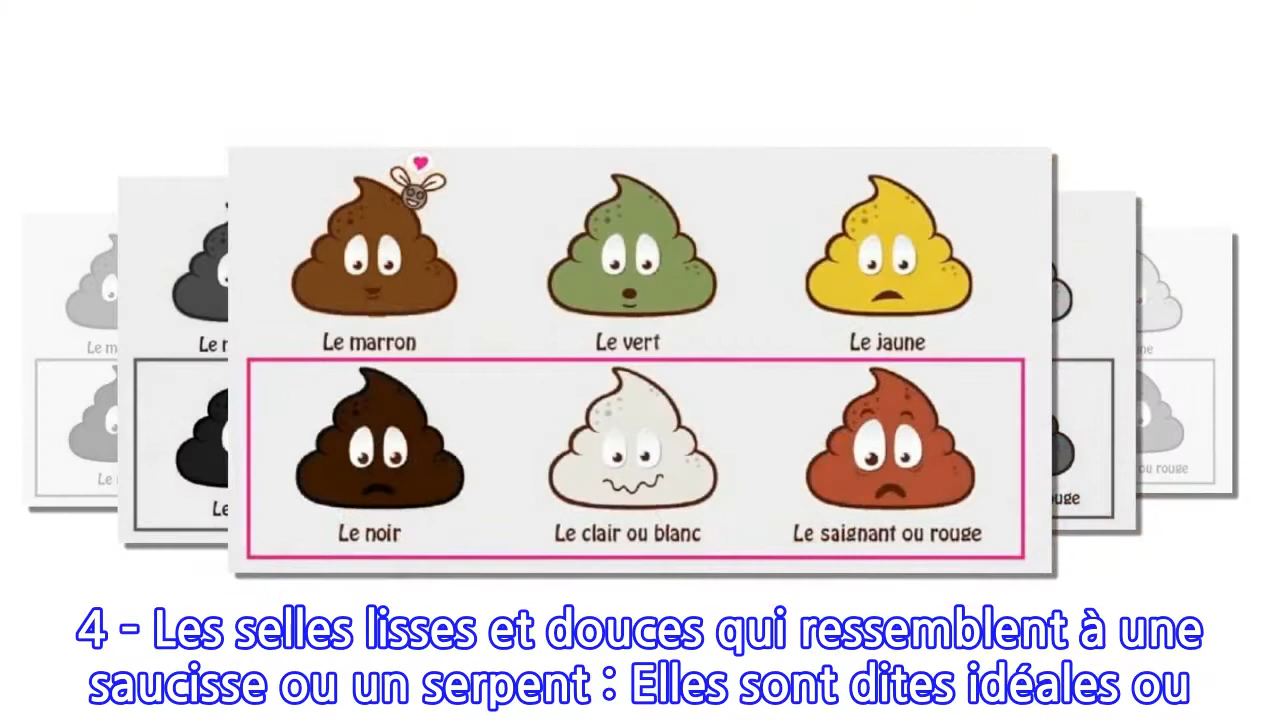 Le marron
Le vert
Le jaune
Le noir
Le clair ou blanc
Le saignant ou rouge
4 - Les selles lisses et douces qui ressemblent à une
saucisse ou un serpent : Elles sont dites idéales ou